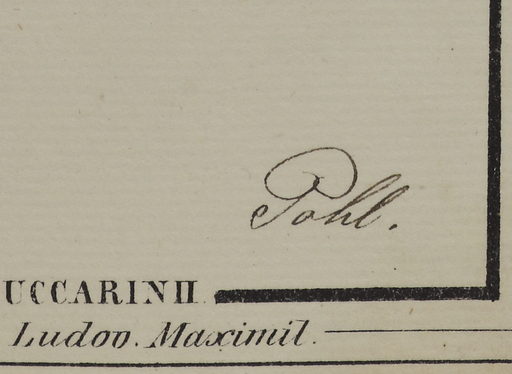 Pohl.
UCCARINII
Ludov. Maximil.